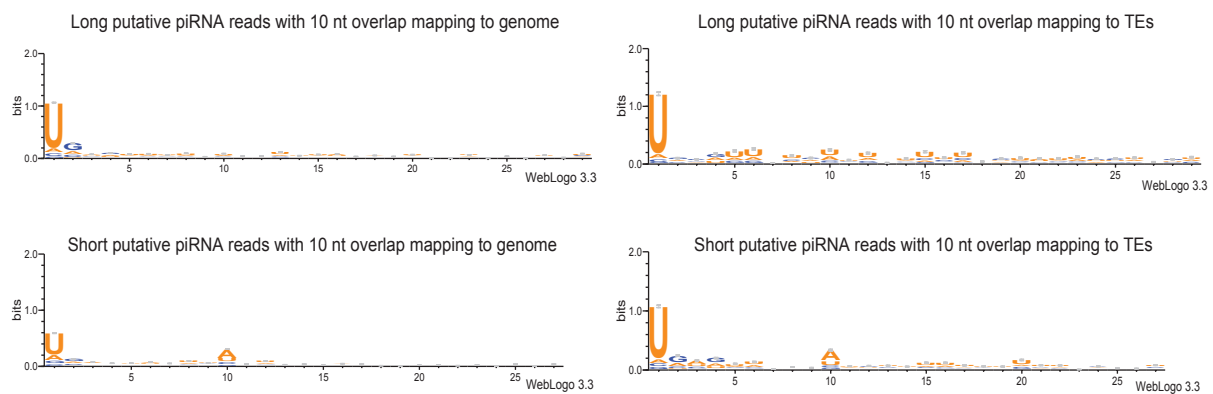 Long putative piRNA reads with 10 nt overlap mapping to genome
2.0
bits
1.0
0.0
U
G
5
10
15
20
25
WebLogo 3.3
Long putative piRNA reads with 10 nt overlap mapping to TEs
2.0
bits
1.0
0.0
U
5
10
15
20
25
WebLogo 3.3
Short putative piRNA reads with 10 nt overlap mapping to genome
2.0
bits
1.0
0.0
U
A
5
10
15
20
25
WebLogo 3.3
Short putative piRNA reads with 10 nt overlap mapping to TEs
2.0
bits
1.0
0.0
U
G
A
G
A
U
5
10
15
20
25
WebLogo 3.3